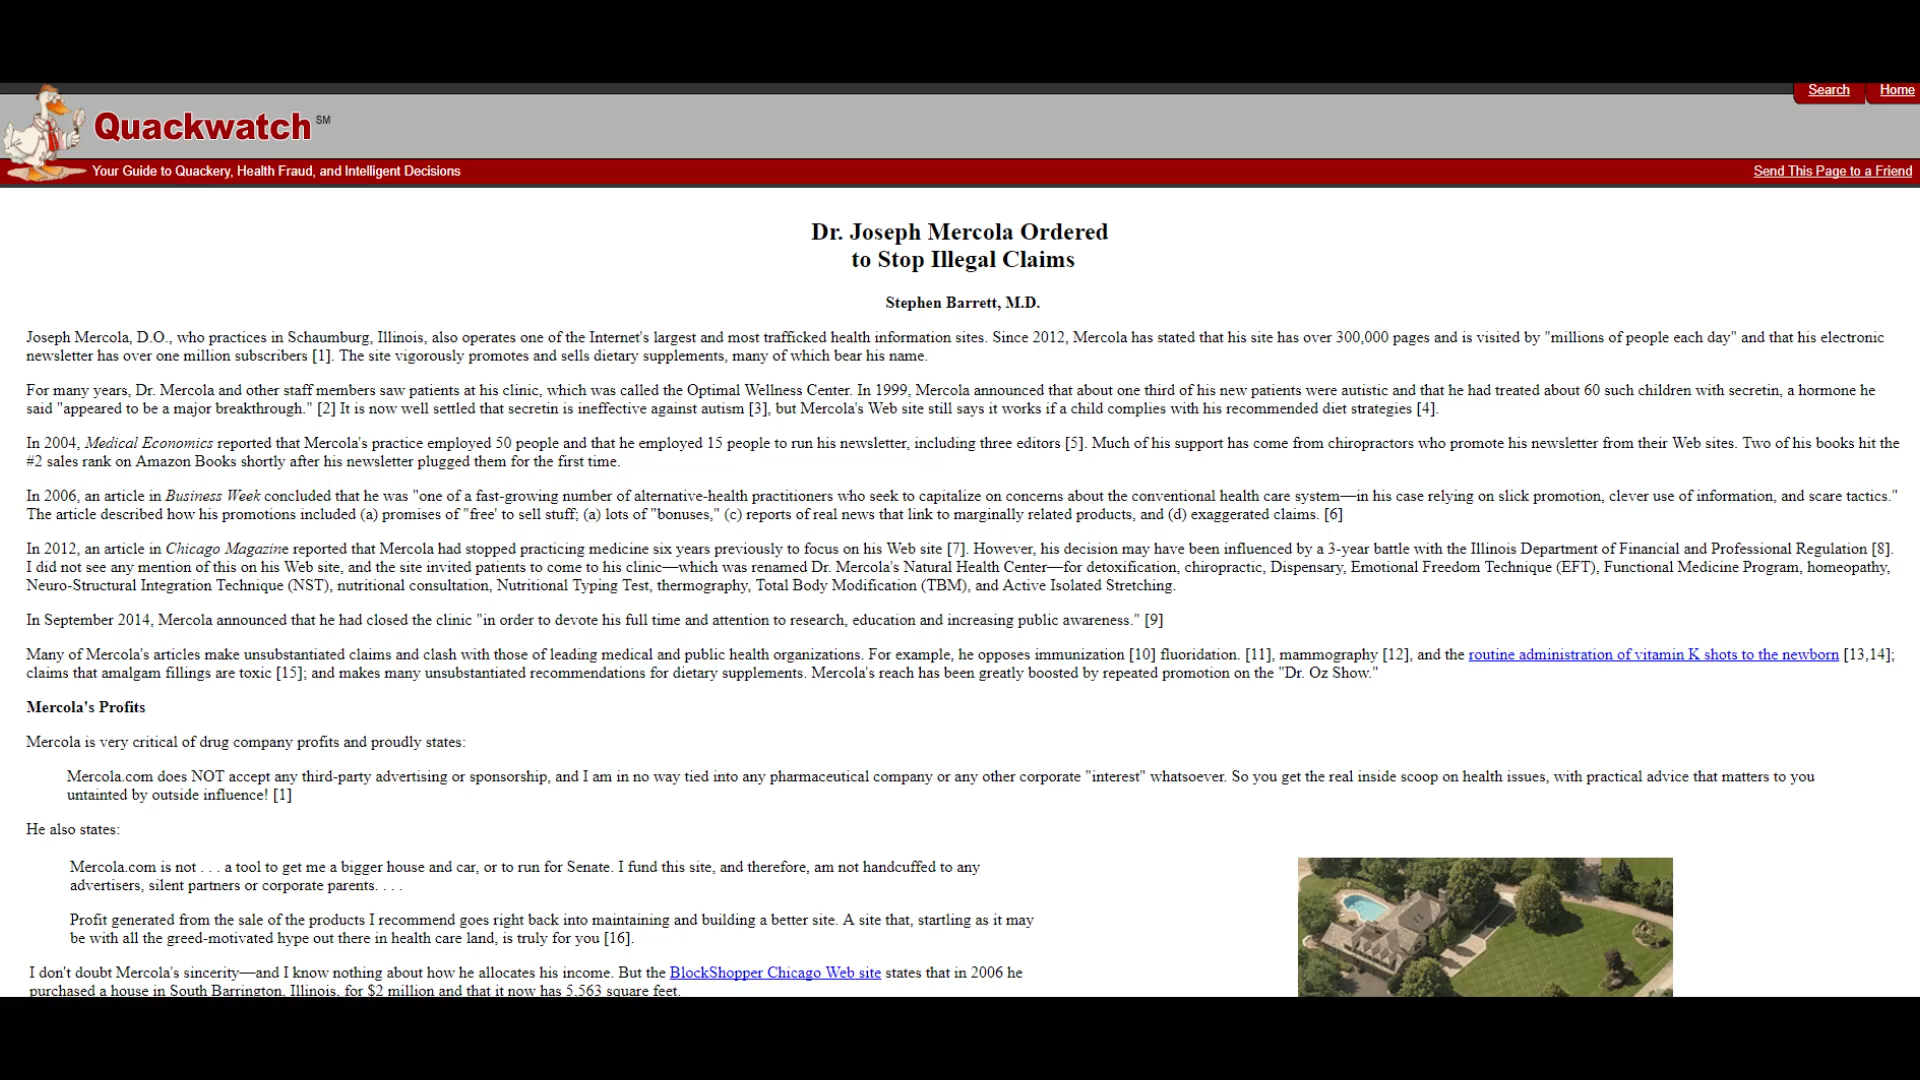 Search Home
Quackwatch SM
Your Guide to Quackery, Health Fraud, and Intelligent Decisions
Send This Page to a Friend
Dr. Joseph Mercola Ordered
to Stop Illegal Claims
Stephen Barrett, M.D.
Joseph Mercola, D.O., who practices in Schaumburg, Illinois, also operates one of the Internet's largest and most trafficked health information sites. Since 2012, Mercola has stated that his site has over 300,000 pages and is visited by "millions of people each day" and that his electronic
newsletter has over one million subscribers [1]. The site vigorously promotes and sells dietary supplements, many of which bear his name.
For many years, Dr. Mercola and other staff members saw patients at his clinic, which was called the Optimal Wellness Center. In 1999, Mercola announced that about one third of his new patients were autistic and that he had treated about 60 such children with secretin, a hormone he
said "appeared to be a major breakthrough." [2] It is now well settled that secretin is ineffective against autism [3], but Mercola's Web site still says it works if a child complies with his recommended diet strategies [4].
In 2004, Medical Economics reported that Mercola's practice employed 50 people and that he employed 15 people to run his newsletter, including three editors [5]. Much of his support has come from chiropractors who promote his newsletter from their Web sites. Two of his books hit the
#2 sales rank on Amazon Books shortly after his newsletter plugged them for the first time.
In 2006, an article in Business Week concluded that he was "one of a fast-growing number of alternative-health practitioners who seek to capitalize on concerns about the conventional health care system—in his case relying on slick promotion, clever use of information, and scare tactics."
The article described how his promotions included (a) promises of "free' to sell stuff; (a) lots of "bonuses," (c) reports of real news that link to marginally related products, and (d) exaggerated claims. [6]
In 2012, an article in Chicago Magazine reported that Mercola had stopped practicing medicine six years previously to focus on his Web site [7]. However, his decision may have been influenced by a 3-year battle with the Illinois Department of Financial and Professional Regulation [8].
I did not see any mention of this on his Web site, and the site invited patients to come to his clinic—which was renamed Dr. Mercola's Natural Health Center—for detoxification, chiropractic, Dispensary, Emotional Freedom Technique (EFT), Functional Medicine Program, homeopathy,
Neuro-Structural Integration Technique (NST), nutritional consultation, Nutritional Typing Test, thermography, Total Body Modification (TBM), and Active Isolated Stretching.
In September 2014, Mercola announced that he had closed the clinic "in order to devote his full time and attention to research, education and increasing public awareness." [9]
Many of Mercola's articles make unsubstantiated claims and clash with those of leading medical and public health organizations. For example, he opposes immunization [10] fluoridation. [11], mammography [12], and the routine administration of vitamin K shots to the newborn [13,14];
claims that amalgam fillings are toxic [15]; and makes many unsubstantiated recommendations for dietary supplements. Mercola's reach has been greatly boosted by repeated promotion on the "Dr. Oz Show."
Mercola's Profits
Mercola is very critical of drug company profits and proudly states:
Mercola.com does NOT accept any third-party advertising or sponsorship, and I am in no way tied into any pharmaceutical company or any other corporate "interest" whatsoever. So you get the real inside scoop on health issues, with practical advice that matters to you
untainted by outside influence! [1]
He also states:
Mercola.com is not . . . a tool to get me a bigger house and car, or to run for Senate. I fund this site, and therefore, am not handcuffed to any
advertisers, silent partners or corporate parents. . . .
Profit generated from the sale of the products I recommend goes right back into maintaining and building a better site. A site that, startling as it may
be with all the greed-motivated hype out there in health care land, is truly for you [16].
I don't doubt Mercola's sincerity—and I know nothing about how he allocates his income. But the BlockShopper Chicago Web site states that in 2006 he
purchased a house in South Barrington, Illinois, for $2 million and that it now has 5,563 square feet.